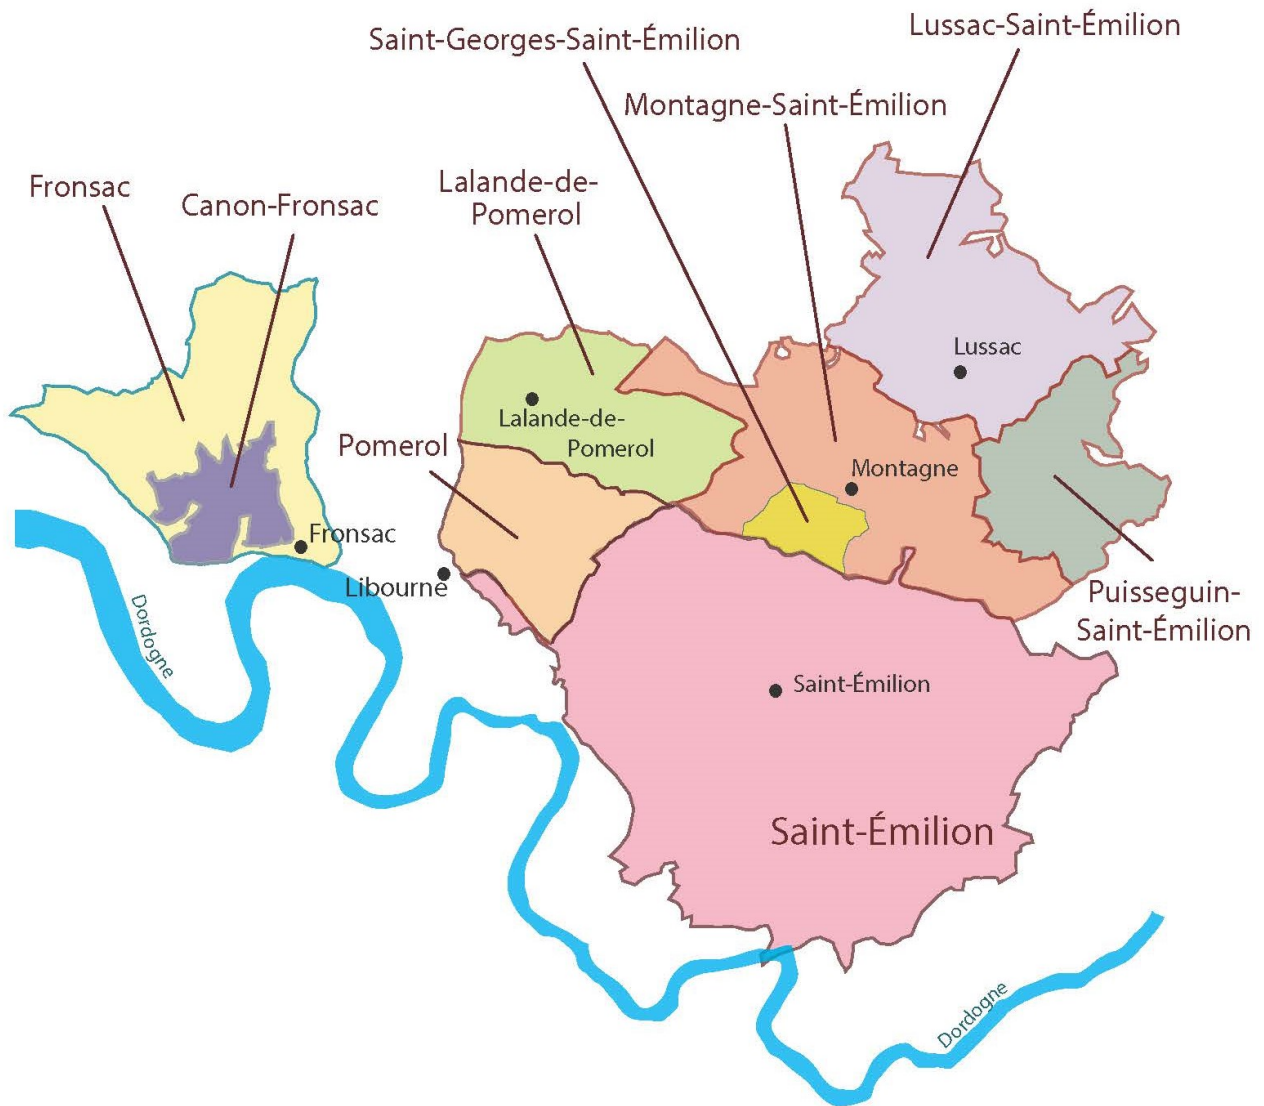 Saint-Georges-Saint-Émilion
Lussac-Saint-Émilion
Montagne-Saint-Émilion
Fronsac
Canon-Fronsac
Lalande-de-
Pomerol
Lussac
Lalande-de-
Pomerol
Pomerol
Montagne
Fronsac
Libourne
Puisseguin-
Saint-Émilion
Dordogne
Saint-Émilion
Saint-Émilion
Dordogne